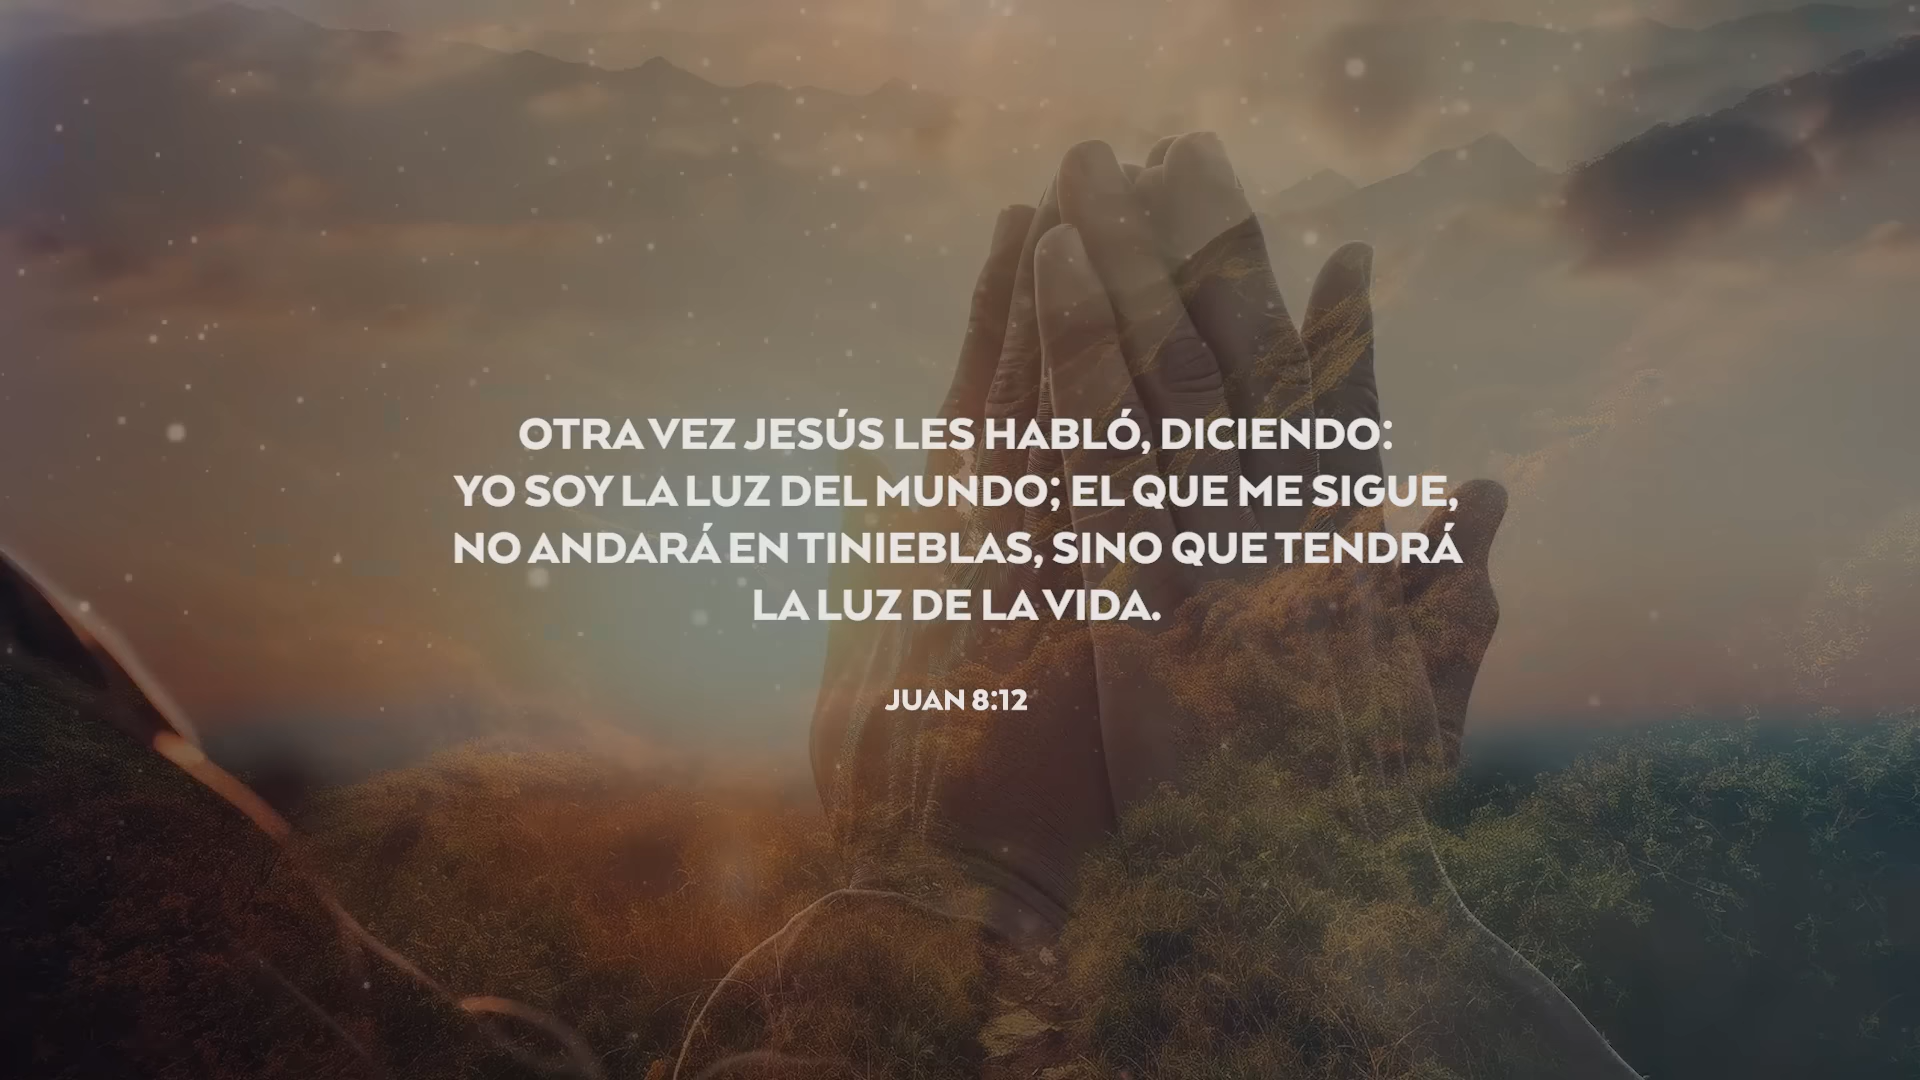 OTRA VEZ JESÚS LES HABLÓ, DICIENDO:
YO SOY LA LUZ DEL MUNDO; EL QUE ME SIGUE,
NO ANDARÁ EN TINIEBLAS, SINO QUE TENDRÁ
LA LUZ DE LA VIDA.
JUAN 8:12